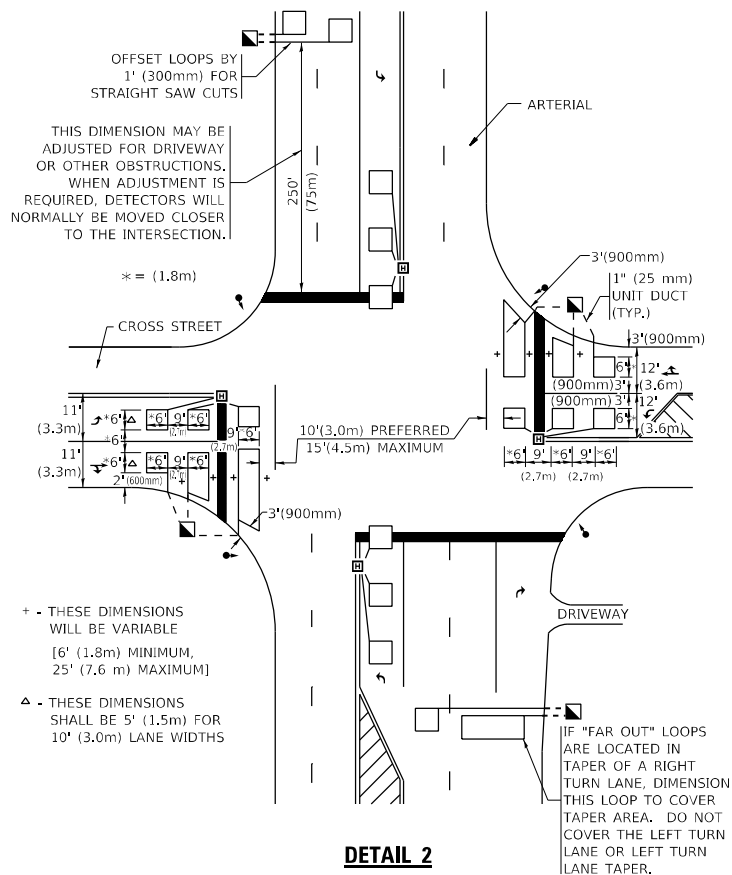 OFFSET LOOPS BY
1' (300mm) FOR
STRAIGHT SAW CUTS
ARTERIAL
THIS DIMENSION MAY BE
ADJUSTED FOR DRIVEWAY
OR OTHER OBSTRUCTIONS.
WHEN ADJUSTMENT IS
REQUIRED, DETECTORS WILL
NORMALLY BE MOVED CLOSER
TO THE INTERSECTION.
250'
(75m)
* = (1.8m)
H
3'(900mm)
1" (25 mm)
UNIT DUCT
(TYP.)
CROSS STREET
3'(900mm)
6'*
12'
(3.6m)
(900mm) 3'
(900mm) 3'
12'
6'*
(3.6m)
H
*6' 9' *6' 9' *6'
(2.7m) (2.7m)
H
11'
(3.3m)
*6'
*6' 9' *6'
(2.7m)
9' *6'
(2.7m)
11'
(3.3m)
*6'
*6' 9' *6'
(2.7m)
2' (600mm)
10'(3.0m) PREFERRED
15'(4.5m) MAXIMUM
3'(900mm)
H
+ - THESE DIMENSIONS
WILL BE VARIABLE
[6' (1.8m) MINIMUM,
25' (7.6 m) MAXIMUM]
△ - THESE DIMENSIONS
SHALL BE 5' (1.5m) FOR
10' (3.0m) LANE WIDTHS
DRIVEWAY
IF "FAR OUT" LOOPS
ARE LOCATED IN
TAPER OF A RIGHT
TURN LANE, DIMENSION
THIS LOOP TO COVER
TAPER AREA. DO NOT
COVER THE LEFT TURN
LANE OR LEFT TURN
LANE TAPER.
DETAIL 2